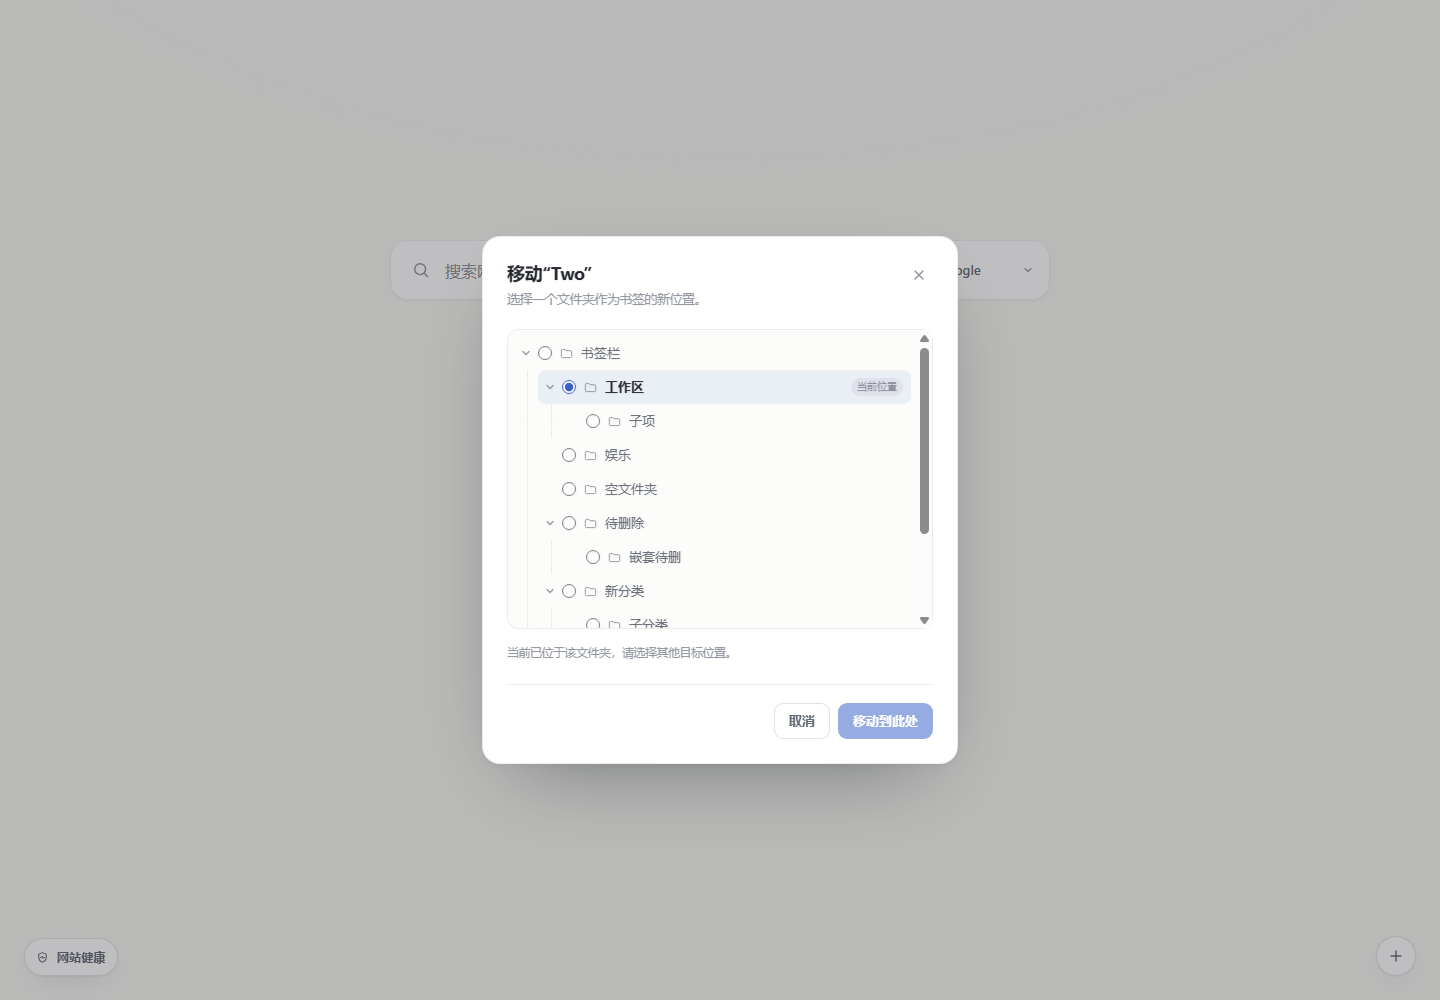 搜索
ogle
移动“Two”
选择一个文件夹作为书签的新位置。
书签栏
工作区
当前位置
子项
娱乐
空文件夹
待删除
嵌套待删
新分类
子分类
当前已位于该文件夹，请选择其他目标位置。
取消
移动到此处
网站健康